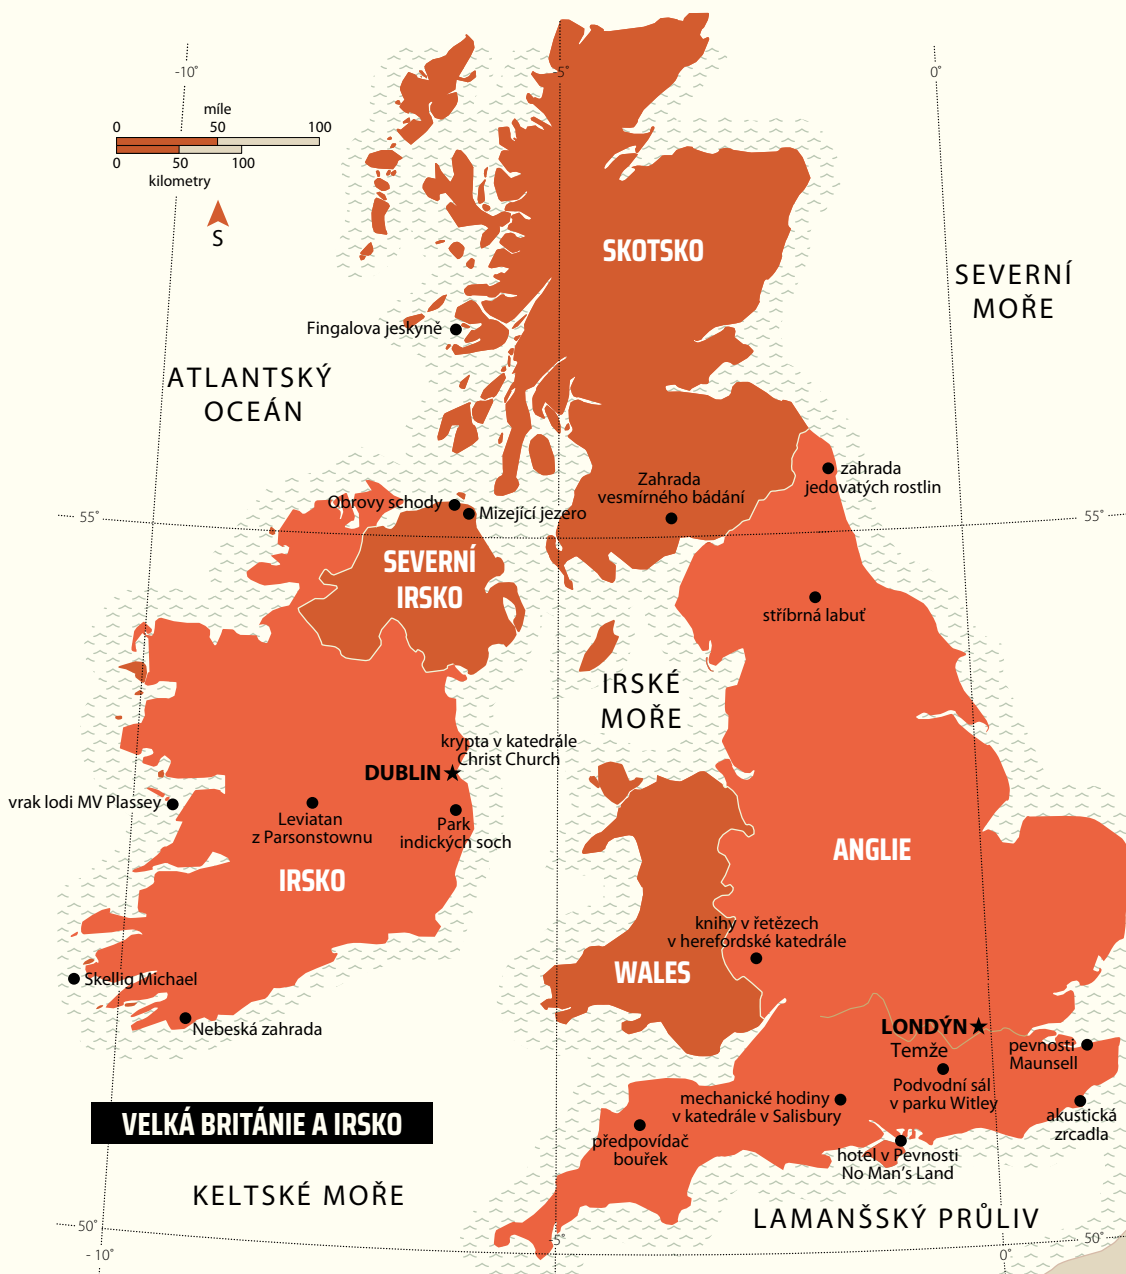 -10°
-5°
0°
míle
0 50 100
0 50 100
kilometry
S
SKOTSKO
SEVERNÍ
MOŘE
Fingalova jeskyně
ATLANTSKÝ
OCEÁN
zahrada
jedovatých rostlin
Zahrada
vesmírného bádání
Obrovy schody
Mizející jezero
55°
55°
SEVERNÍ
IRSKO
stříbrná labuť
IRSKÉ
MOŘE
krypta v katedrále
Christ Church
DUBLIN
vrak lodi MV Plassey
Leviatan
z Parsonstownu
Park
indických soch
IRSKO
ANGLIE
knihy v řetězech
v herefordské katedrále
WALES
Skellig Michael
Nebeská zahrada
LONDÝN
Temže
pevnosti
Maunsell
Podvodní sál
v parku Witley
mechanické hodiny
v katedrále v Salisbury
akustická
zrcadla
VELKÁ BRITÁNIE A IRSKO
předpovídač
bouřek
hotel v Pevnosti
No Man's Land
KELTSKÉ MOŘE
LAMANŠSKÝ PRŮLIV
50°
50°
- 10°
-5°
0°